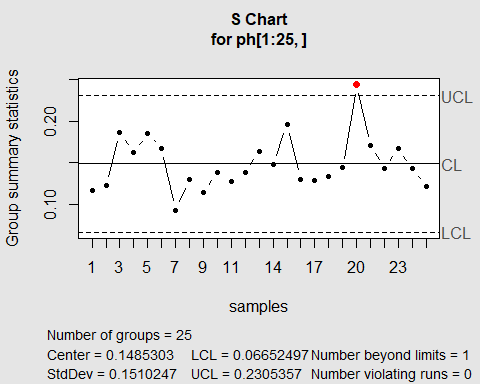 S Chart
for ph[1:25, ]
Group summary statistics
0.20
0.10
UCL
CL
LCL
1 3 5 7 9 11 14 17 20 23
samples
Number of groups = 25
Center = 0.1485303 LCL = 0.06652497 Number beyond limits = 1
StdDev = 0.1510247 UCL = 0.2305357 Number violating runs = 0